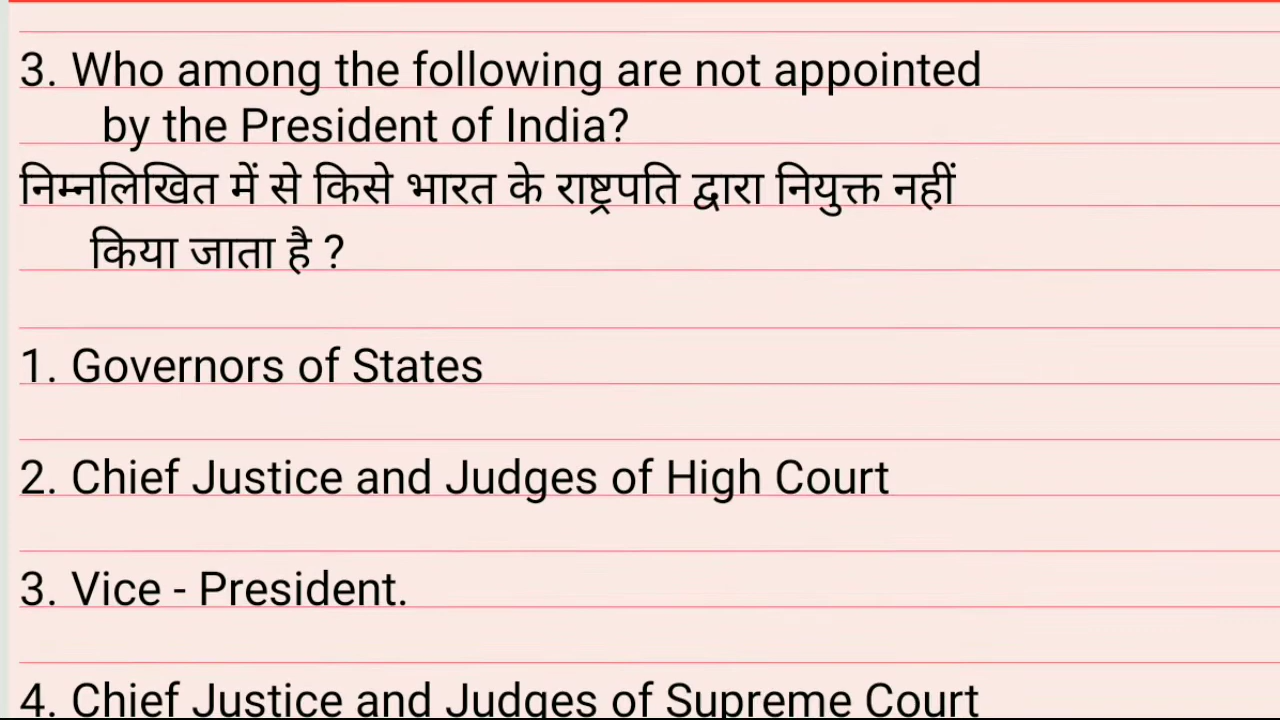 3. Who among the following are not appointed
by the President of India?
निम्नलिखित में से किसे भारत के राष्ट्रपति द्वारा नियुक्त नहीं
किया जाता है ?
1. Governors of States
2. Chief Justice and Judges of High Court
3. Vice - President.
4. Chief Justice and Judges of Supreme Court